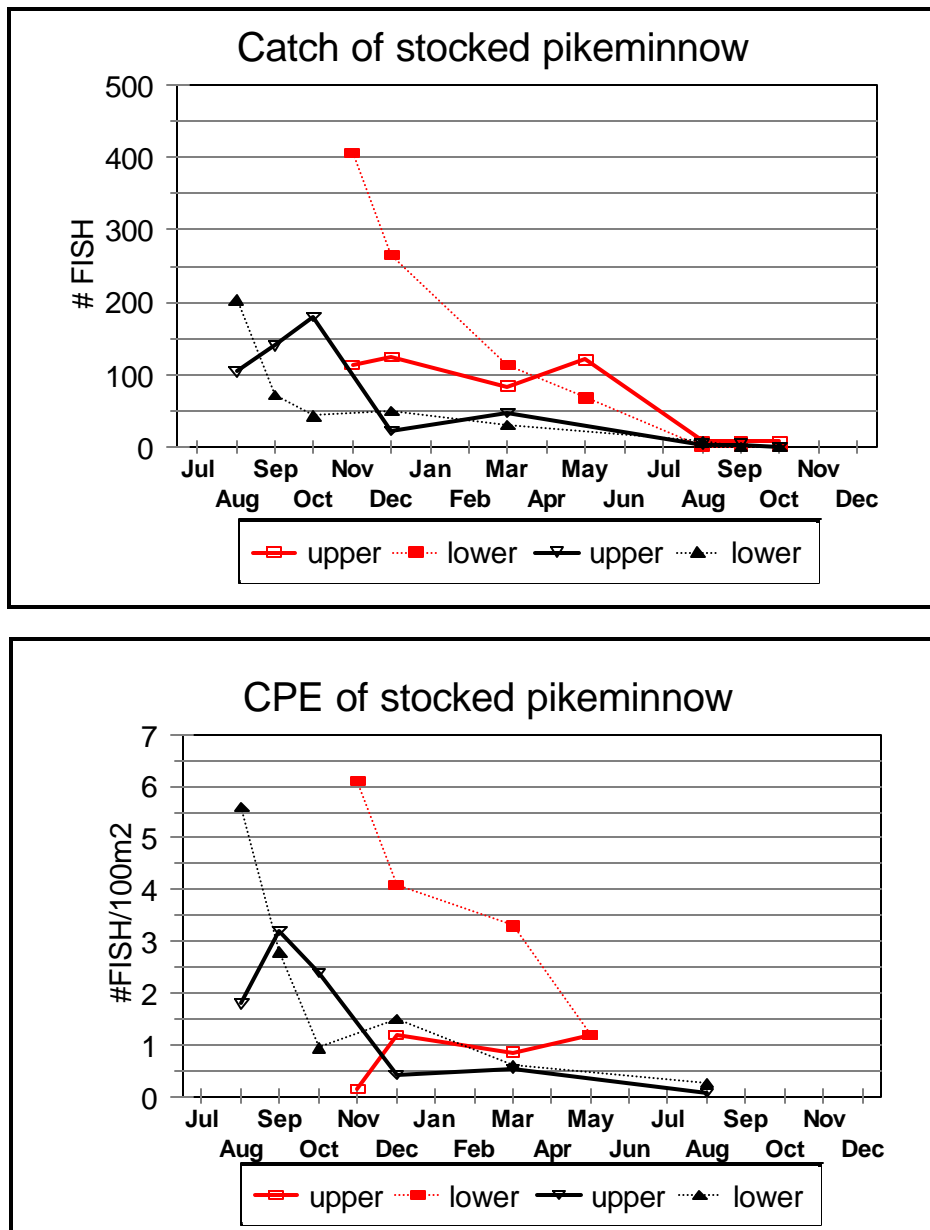 Catch of stocked pikeminnow
500
400
300
200
100
0
# FISH
Jul Sep Nov Jan Mar May Jul Sep Nov
Aug Oct Dec Feb Apr Jun Aug Oct Dec
upper lower upper lower
CPE of stocked pikeminnow
7
6
5
4
3
2
1
0
#FISH/100m2
Jul Sep Nov Jan Mar May Jul Sep Nov
Aug Oct Dec Feb Apr Jun Aug Oct Dec
upper lower upper lower